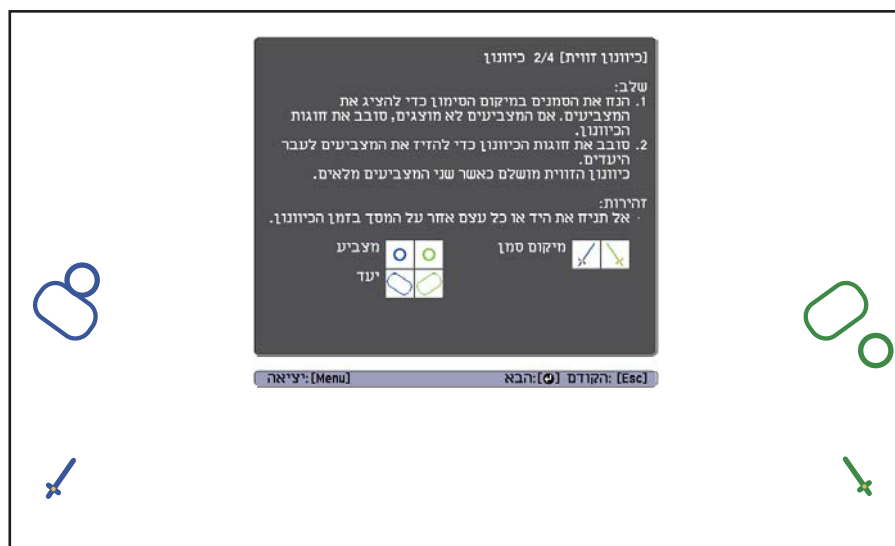 [כיוונון זווית] 2/4 כיוונון
שלב:
1. הנח את הסמנים במיקום הסימון כדי להציג את
המצביעים. אם המצביעים לא מוצגים, סובב את חוגות
הכיוונון.
2. סובב את חוגות הכיוונון כדי להזיז את המצביעים לעבר
היעדים.
כיוונון הזווית מושלם כאשר שני המצביעים מלאים.
זהירות:
· אל תניח את היד או כל עצם אחר על המסך בזמן הכיוונון.
מיקום סמן
מצביע
יעד
[Esc] :הקודם [⏎]:הבא
[Menu]:יציאה